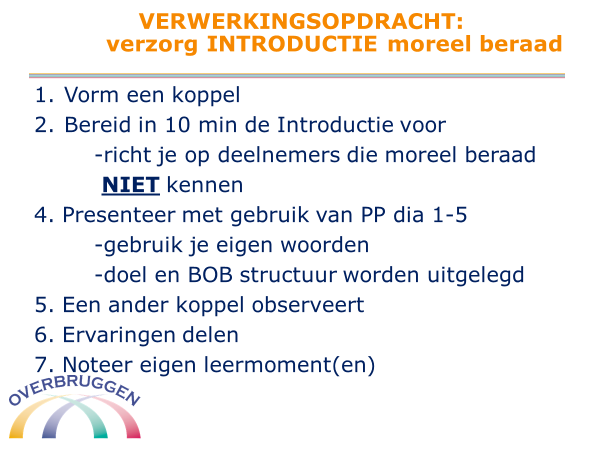 VERWERKINGSOPDRACHT:
verzorg INTRODUCTIE moreel beraad
1. Vorm een koppel
2. Bereid in 10 min de Introductie voor
-richt je op deelnemers die moreel beraad
NIET kennen
4. Presenteer met gebruik van PP dia 1-5
-gebruik je eigen woorden
-doel en BOB structuur worden uitgelegd
5. Een ander koppel observeert
6. Ervaringen delen
7. Noteer eigen leermoment(en)
OVERBRUGGEN